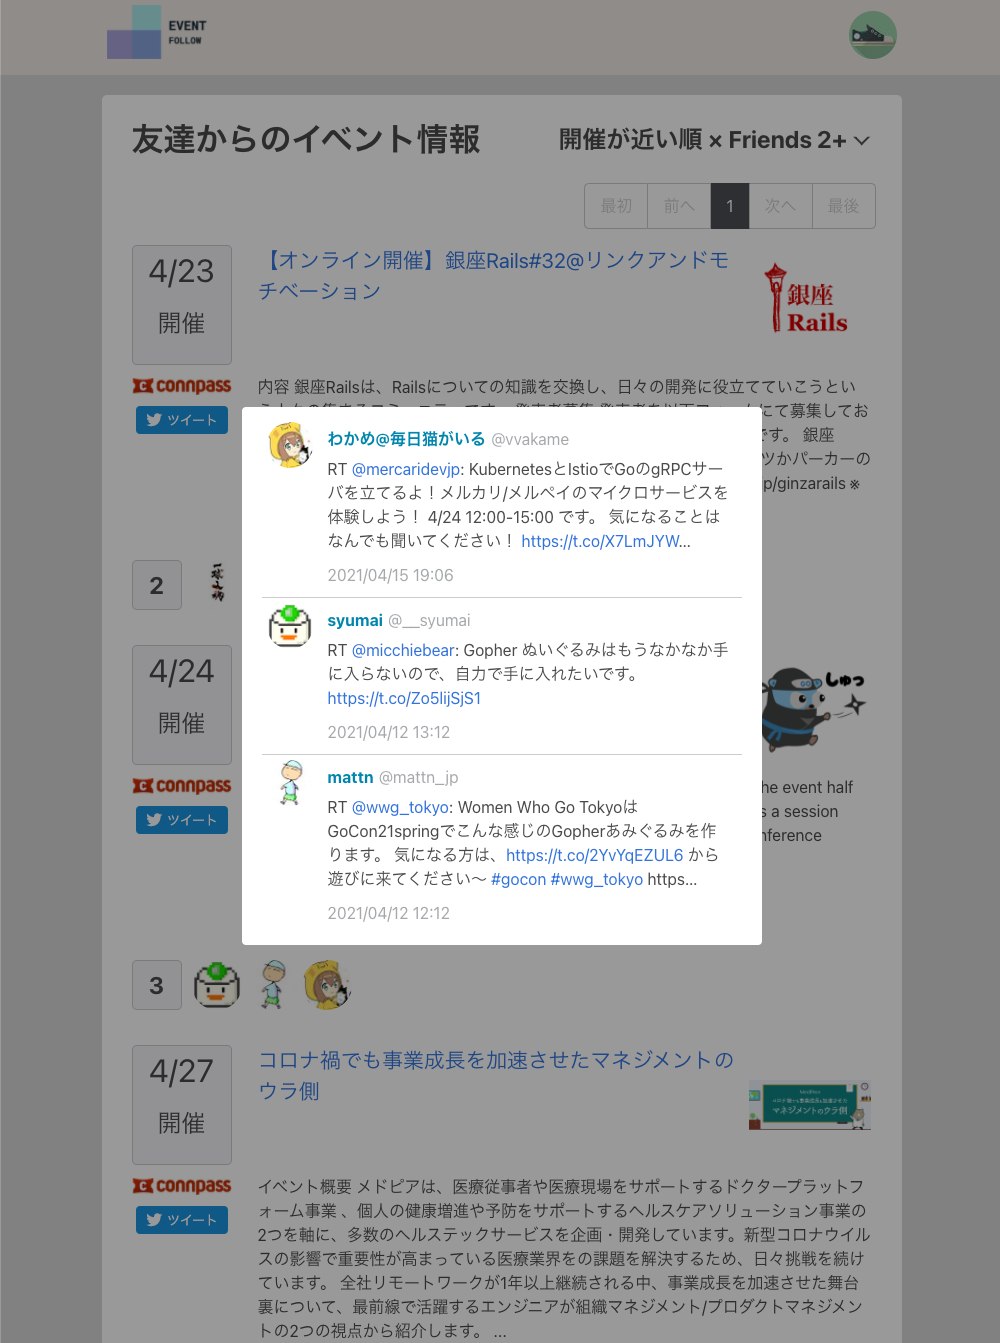 EVENT
FOLLOW
友達からのイベント情報
開催が近い順 × Friends 2+
最初 前へ 1 次へ 最後
4/23
開催
【オンライン開催】銀座Rails#32@リンクアンドモ
チベーション
銀座
Rails
connpass
ツイート
内容 銀座Railsは、Railsについての知識を交換し、日々の開発に役立てていこうとい
にて募集してお
です。 銀座
ツかパーカーの
p/ginzarails ※
わかめ@毎日猫がいる @vvakame
RT @mercaridevjp: KubernetesとIstioでGoのgRPCサー
バを立てるよ！メルカリ/メルペイのマイクロサービスを
体験しよう！ 4/24 12:00-15:00 です。 気になることは
なんでも聞いてください！ https://t.co/X7LmJYW…
2021/04/15 19:06
syumai @__syumai
RT @micchiebear: Gopher ぬいぐるみはもうなかなか手
に入らないので、自力で手に入れたいです。
https://t.co/Zo5lijSjS1
2021/04/12 13:12
mattn @mattn_jp
RT @wwg_tokyo: Women Who Go Tokyoは
GoCon21springでこんな感じのGopherあみぐるみを作
ります。 気になる方は、https://t.co/2YvYqEZUL6 から
遊びに来てください〜 #gocon #wwg_tokyo https…
2021/04/12 12:12
2
4/24
開催
しゅっ
connpass
ツイート
he event half
s a session
nference
3
4/27
開催
コロナ禍でも事業成長を加速させたマネジメントの
ウラ側
コロナ禍でも事業成長を加速させた
マネジメントのウラ側
connpass
ツイート
イベント概要 メドピアは、医療従事者や医療現場をサポートするドクタープラットフ
ォーム事業 、個人の健康増進や予防をサポートするヘルスケアソリューション事業の
2つを軸に、多数のヘルステックサービスを企画・開発しています。新型コロナウイル
スの影響で重要性が高まっている医療業界をの課題を解決するため、日々挑戦を続け
ています。 全社リモートワークが1年以上継続される中、事業成長を加速させた舞台
裏について、最前線で活躍するエンジニアが組織マネジメント/プロダクトマネジメン
トの2つの視点から紹介します。 ...